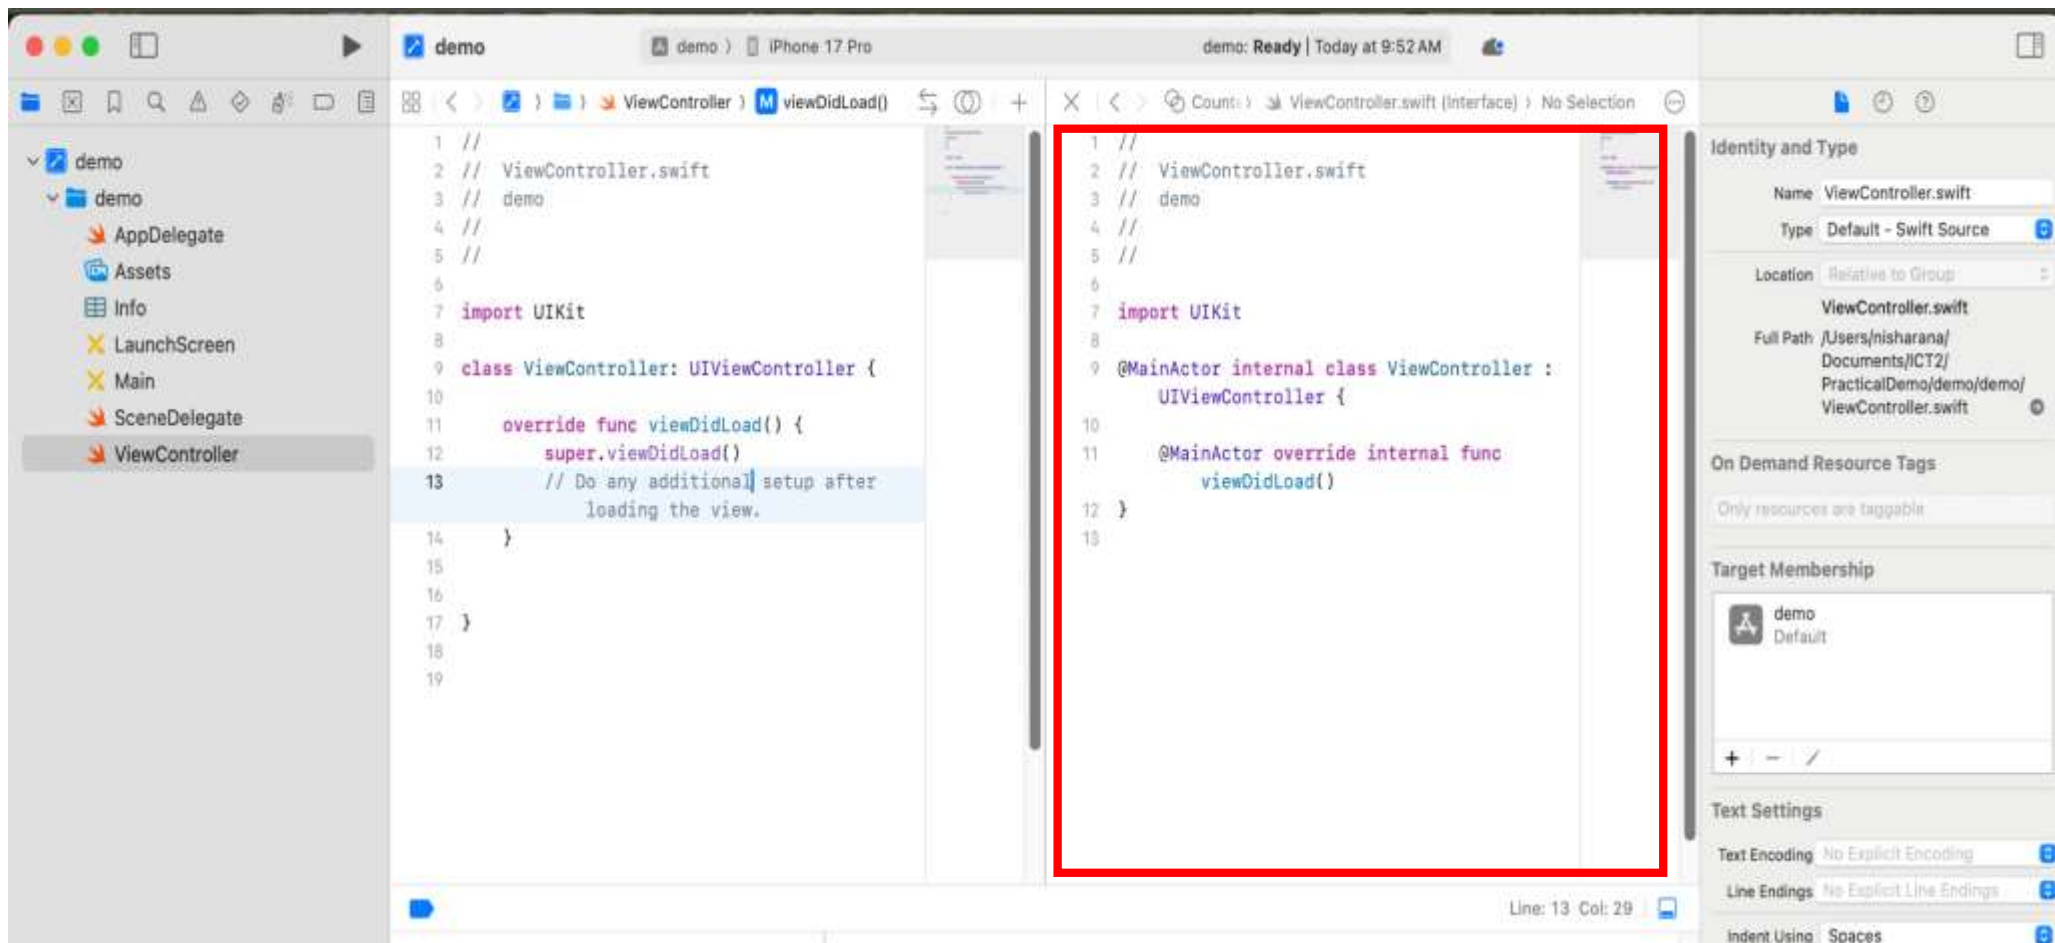 demo
demo 〉 iPhone 17 Pro
demo: Ready | Today at 9:52 AM
ViewController 〉 M viewDidLoad()
Count: 〉 ViewController.swift (Interface) 〉 No Selection
demo
demo
AppDelegate
Assets
Info
LaunchScreen
Main
SceneDelegate
ViewController
1 //
2 // ViewController.swift
3 // demo
4 //
5 //
6
7 import UIKit
8
9 class ViewController: UIViewController {
10
11 override func viewDidLoad() {
12 super.viewDidLoad()
13 // Do any additional setup after
loading the view.
14 }
15
16
17 }
18
19
1 //
2 // ViewController.swift
3 // demo
4 //
5 //
6
7 import UIKit
8
9 @MainActor internal class ViewController :
UIViewController {
10
11 @MainActor override internal func
viewDidLoad()
12 }
13
Line: 13 Col: 29
Identity and Type
Name ViewController.swift
Type Default - Swift Source
Location Relative to Group
ViewController.swift
Full Path /Users/nisharana/
Documents/ICT2/
PracticalDemo/demo/demo/
ViewController.swift
On Demand Resource Tags
Only resources are taggable
Target Membership
demo
Default
Text Settings
Text Encoding No Explicit Encoding
Line Endings No Explicit Line Endings
Indent Using Spaces